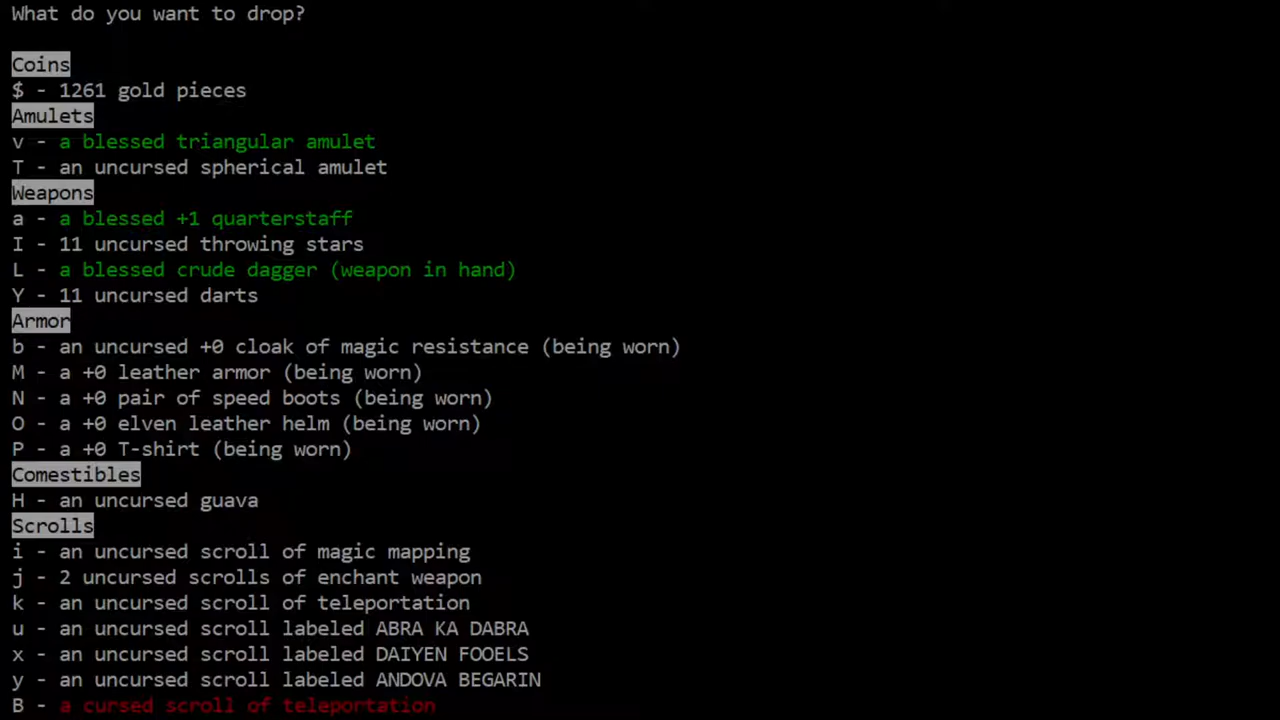 What do you want to drop?
Coins
$ - 1261 gold pieces
Amulets
v - a blessed triangular amulet
T - an uncursed spherical amulet
Weapons
a - a blessed +1 quarterstaff
I - 11 uncursed throwing stars
L - a blessed crude dagger (weapon in hand)
Y - 11 uncursed darts
Armor
b - an uncursed +0 cloak of magic resistance (being worn)
M - a +0 leather armor (being worn)
N - a +0 pair of speed boots (being worn)
O - a +0 elven leather helm (being worn)
P - a +0 T-shirt (being worn)
Comestibles
H - an uncursed guava
Scrolls
i - an uncursed scroll of magic mapping
j - 2 uncursed scrolls of enchant weapon
k - an uncursed scroll of teleportation
u - an uncursed scroll labeled ABRA KA DABRA
x - an uncursed scroll labeled DAIYEN FOOELS
y - an uncursed scroll labeled ANDOVA BEGARIN
B - a cursed scroll of teleportation